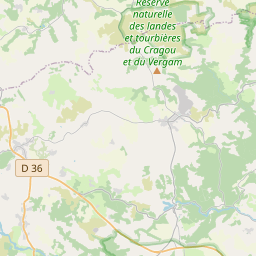 Réserve
naturelle
des landes
et tourbières
du Cragou
et du Vergam
D 36